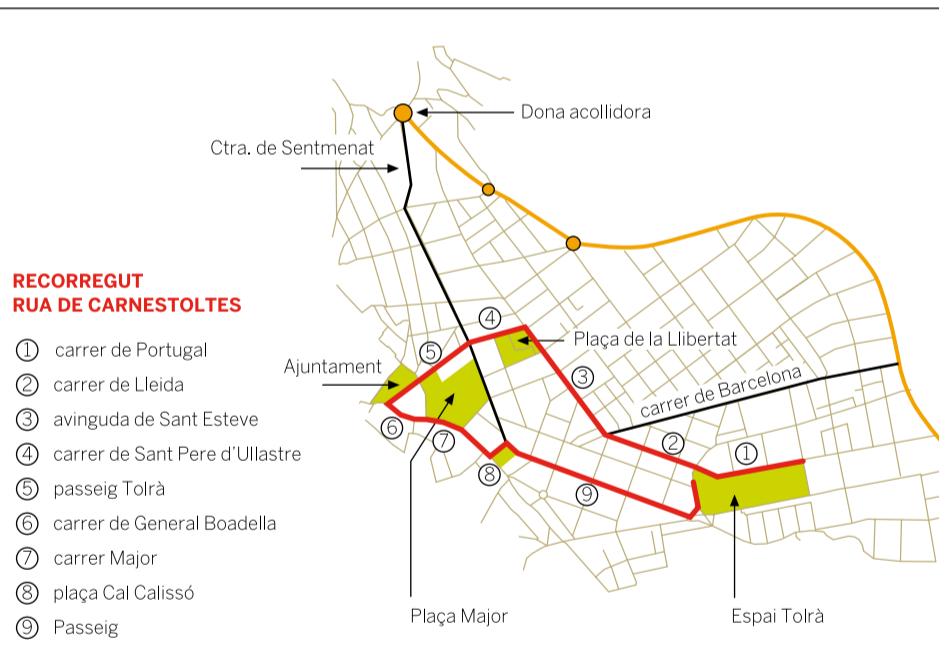 Dona acollidora
Ctra. de Sentmenat
RECORREGUT
RUA DE CARNESTOLTES
1 carrer de Portugal
2 carrer de Lleida
3 avinguda de Sant Esteve
4 carrer de Sant Pere d'Ullastre
5 passeig Tolrà
6 carrer de General Boadella
7 carrer Major
8 plaça Cal Calissó
9 Passeig
4
Plaça de la Llibertat
5
Ajuntament
3
carrer de Barcelona
6
7
2
1
8
9
Plaça Major
Espai Tolrà